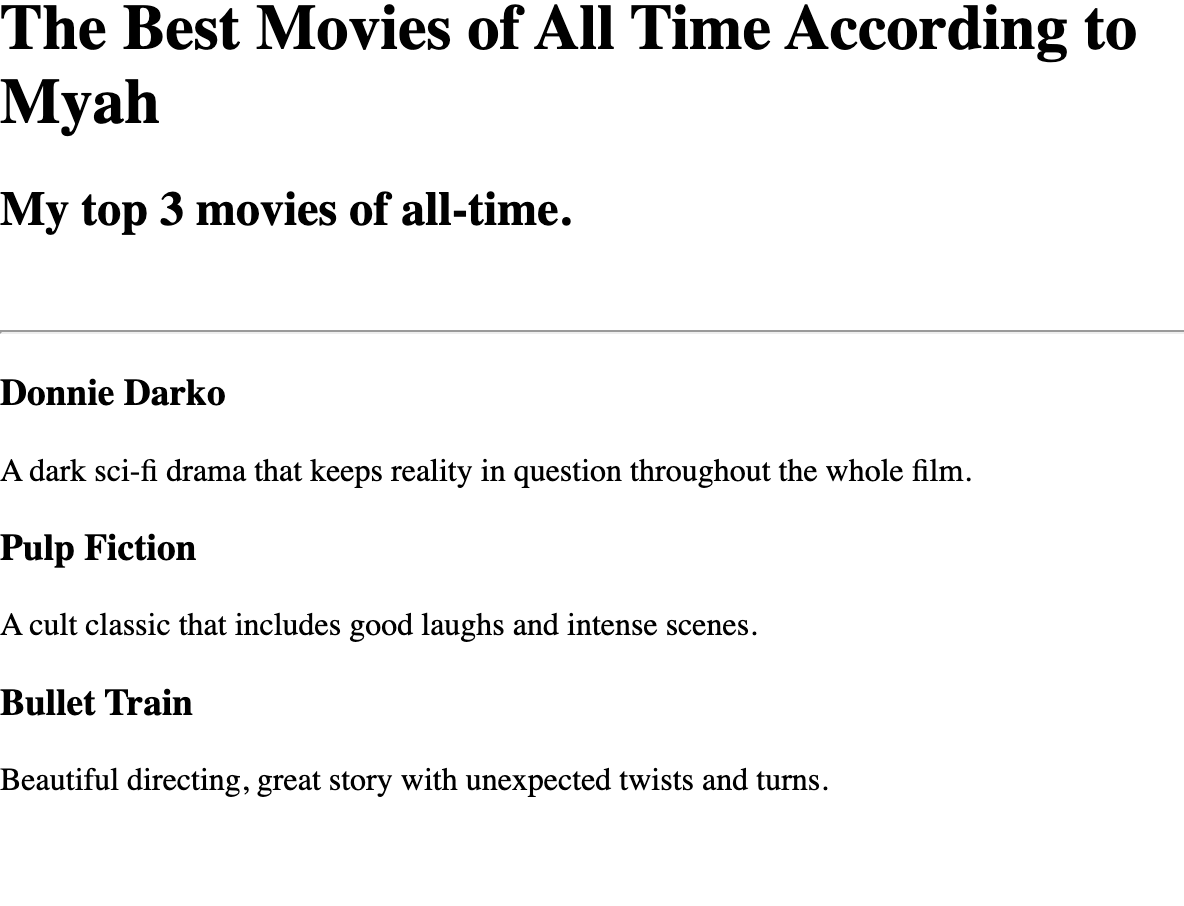 The Best Movies of All Time According to
Myah
My top 3 movies of all-time.
Donnie Darko
A dark sci-fi drama that keeps reality in question throughout the whole film.
Pulp Fiction
A cult classic that includes good laughs and intense scenes.
Bullet Train
Beautiful directing, great story with unexpected twists and turns.